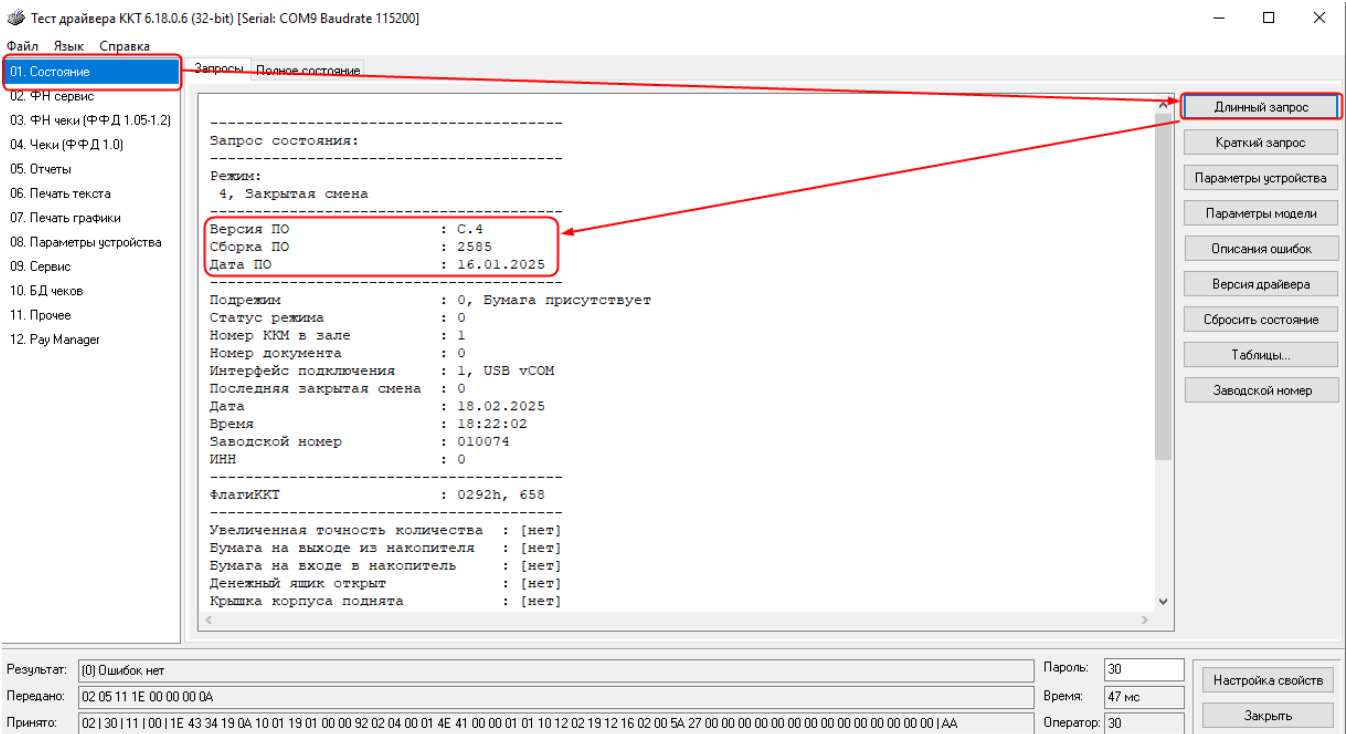 Тест драйвера ККТ 6.18.0.6 (32-bit) [Serial: COM9 Baudrate 115200]
Файл Язык Справка
01. Состояние
02. ФН сервис
03. ФН чеки (ФФД 1.05-1.2)
04. Чеки (ФФД 1.0)
05. Отчеты
06. Печать текста
07. Печать графики
08. Параметры устройства
09. Сервис
10. БД чеков
11. Прочее
12. Pay Manager
Запросы Полное состояние
----------------------------------------
Запрос состояния:
----------------------------------------
Режим:
4, Закрытая смена
----------------------------------------
Версия ПО : C.4
Сборка ПО : 2585
Дата ПО : 16.01.2025
----------------------------------------
Подрежим : 0, Бумага присутствует
Статус режима : 0
Номер ККМ в зале : 1
Номер документа : 0
Интерфейс подключения : 1, USB vCOM
Последняя закрытая смена : 0
Дата : 18.02.2025
Время : 18:22:02
Заводской номер : 010074
ИНН : 0
----------------------------------------
ФлагиККТ : 0292h, 658
----------------------------------------
Увеличенная точность количества : [нет]
Бумага на выходе из накопителя : [нет]
Бумага на входе в накопитель : [нет]
Денежный ящик открыт : [нет]
Крышка корпуса поднята : [нет]
Длинный запрос
Краткий запрос
Параметры устройства
Параметры модели
Описания ошибок
Версия драйвера
Сбросить состояние
Таблицы...
Заводской номер
Результат: (0) Ошибок нет
Передано: 02 05 11 1E 00 00 00 0A
Принято: 02 | 30 | 11 | 00 | 1E 43 34 19 0A 10 01 19 01 00 00 92 02 04 00 01 4E 41 00 00 01 01 10 12 02 19 12 16 02 00 5A 27 00 00 00 00 00 00 00 00 00 00 00 00 00 00 | AA
Пароль: 30
Время: 47 мс
Оператор: 30
Настройка свойств
Закрыть